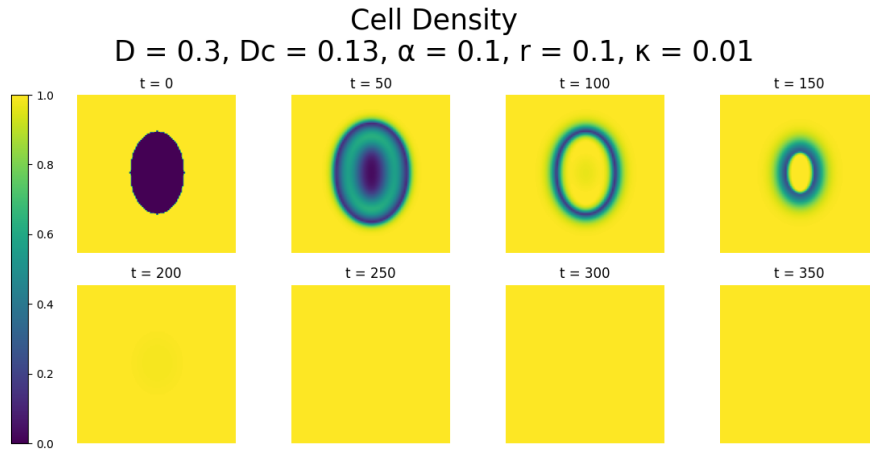 Cell Density
D = 0.3, Dc = 0.13, α = 0.1, r = 0.1, κ = 0.01
t = 0
t = 50
t = 100
t = 150
1.0
0.8
0.6
0.4
0.2
0.0
t = 200
t = 250
t = 300
t = 350